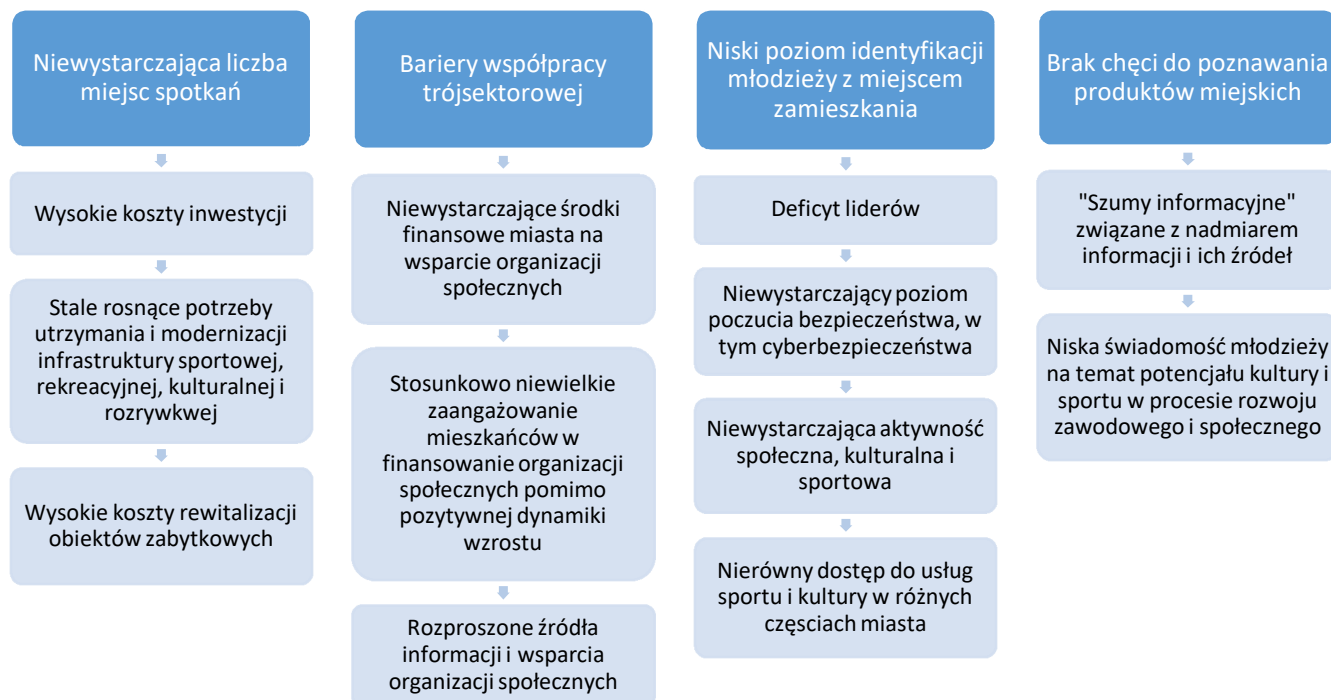 Niewystarczająca liczba
miejsc spotkań
Wysokie koszty inwestycji
Stale rosnące potrzeby
utrzymania i modernizacji
infrastruktury sportowej,
rekreacyjnej, kulturalnej i
rozrywkwej
Wysokie koszty rewitalizacji
obiektów zabytkowych
Bariery współpracy
trójsektorowej
Niewystarczające środki
finansowe miasta na
wsparcie organizacji
społecznych
Stosunkowo niewielkie
zaangażowanie
mieszkańców w
finansowanie organizacji
społecznych pomimo
pozytywnej dynamiki
wzrostu
Rozproszone źródła
informacji i wsparcia
organizacji społecznych
Niski poziom identyfikacji
młodzieży z miejscem
zamieszkania
Deficyt liderów
Niewystarczający poziom
poczucia bezpieczeństwa, w
tym cyberbezpieczeństwa
Niewystarczająca aktywność
społeczna, kulturalna i
sportowa
Nierówny dostęp do usług
sportu i kultury w różnych
częsciach miasta
Brak chęci do poznawania
produktów miejskich
"Szumy informacyjne"
związane z nadmiarem
informacji i ich źródeł
Niska świadomość młodzieży
na temat potencjału kultury i
sportu w procesie rozwoju
zawodowego i społecznego